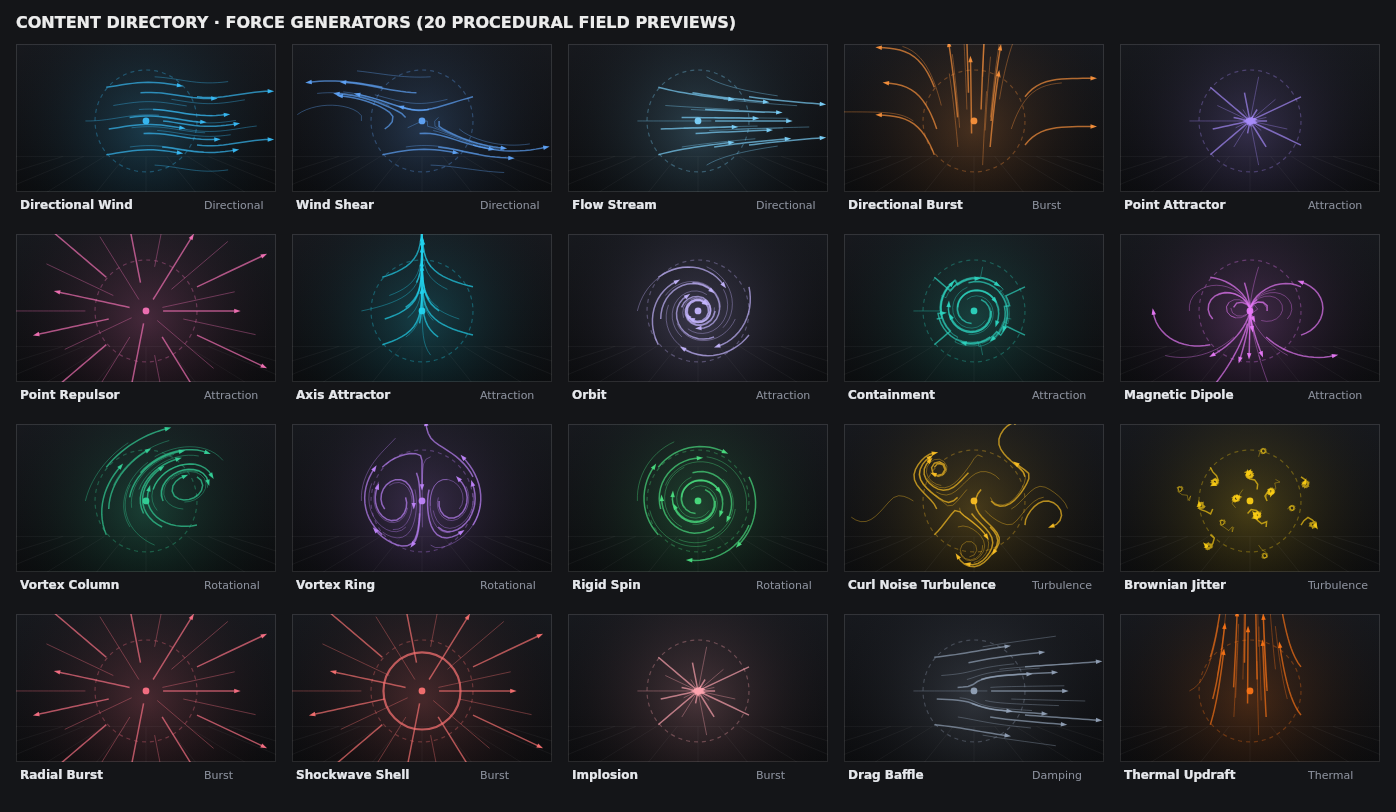 CONTENT DIRECTORY · FORCE GENERATORS (20 PROCEDURAL FIELD PREVIEWS)
Directional Wind Directional
Wind Shear Directional
Flow Stream Directional
Directional Burst Burst
Point Attractor Attraction
Point Repulsor Attraction
Axis Attractor Attraction
Orbit Attraction
Containment Attraction
Magnetic Dipole Attraction
Vortex Column Rotational
Vortex Ring Rotational
Rigid Spin Rotational
Curl Noise Turbulence Turbulence
Brownian Jitter Turbulence
Radial Burst Burst
Shockwave Shell Burst
Implosion Burst
Drag Baffle Damping
Thermal Updraft Thermal